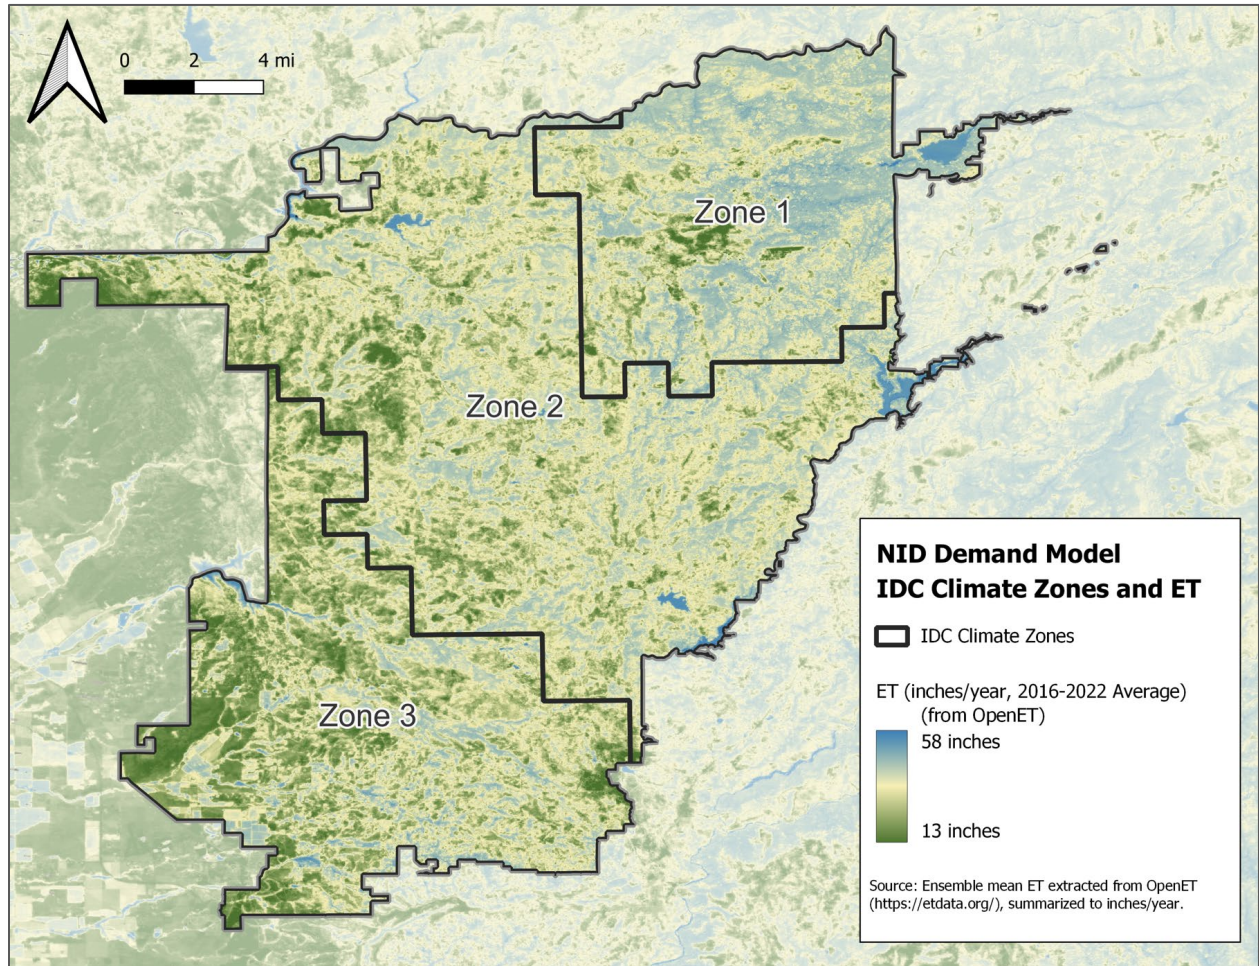 0 2 4 mi
Zone 1
Zone 2
Zone 3
NID Demand Model
IDC Climate Zones and ET
IDC Climate Zones
ET (inches/year, 2016-2022 Average)
(from OpenET)
58 inches
13 inches
Source: Ensemble mean ET extracted from OpenET
(https://etdata.org/), summarized to inches/year.